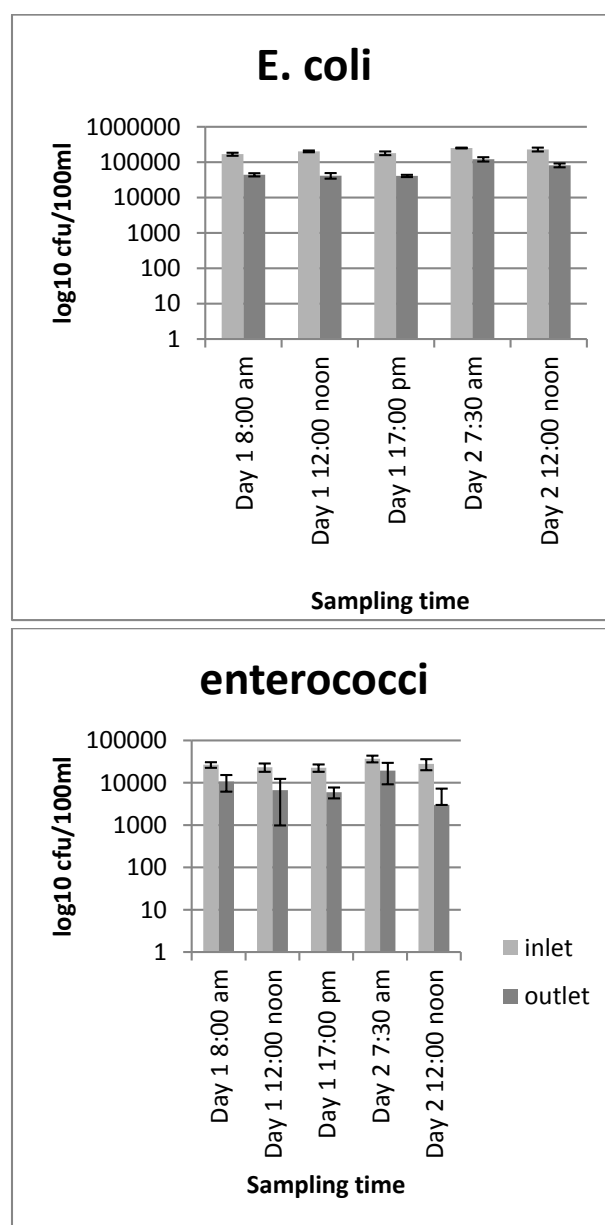 E. coli
log10 cfu/100ml
1000000
100000
10000
1000
100
10
1
Day 1 8:00 am
Day 1 12:00 noon
Day 1 17:00 pm
Day 2 7:30 am
Day 2 12:00 noon
Sampling time
enterococci
log10 cfu/100ml
100000
10000
1000
100
10
1
Day 1 8:00 am
Day 1 12:00 noon
Day 1 17:00 pm
Day 2 7:30 am
Day 2 12:00 noon
inlet
outlet
Sampling time